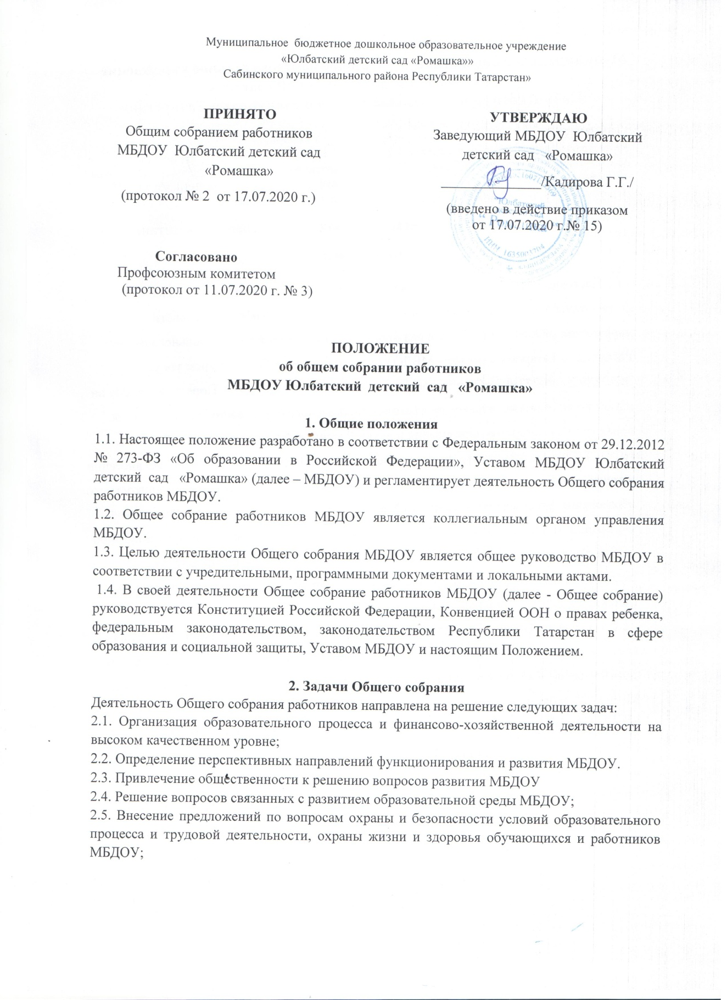 Муниципальное  бюджетное дошкольное образовательное учреждение
«Юлбатский детский сад «Ромашка»»
Сабинского муниципального района Республики Татарстан»
ПРИНЯТО
Общим собранием работников
МБДОУ  Юлбатский детский сад
«Ромашка»
(протокол № 2  от 17.07.2020 г.)
УТВЕРЖДАЮ
Заведующий МБДОУ  Юлбатский
детский сад   «Ромашка»
______________/Кадирова Г.Г./
(введено в действие приказом
от 17.07.2020 г.№ 15)
Юлбатский
детский сад
"Ромашка"
ИНН 1635003704
Согласовано
Профсоюзным комитетом
(протокол от 11.07.2020 г. № 3)
ПОЛОЖЕНИЕ
об общем собрании работников
МБДОУ Юлбатский  детский  сад   «Ромашка»
1. Общие положения
1.1. Настоящее положение разработано в соответствии с Федеральным законом от 29.12.2012
№ 273-ФЗ «Об образовании в Российской Федерации», Уставом МБДОУ Юлбатский
детский  сад   «Ромашка» (далее – МБДОУ) и регламентирует деятельность Общего собрания
работников МБДОУ.
1.2. Общее собрание работников МБДОУ является коллегиальным органом управления
МБДОУ.
1.3. Целью деятельности Общего собрания МБДОУ является общее руководство МБДОУ в
соответствии с учредительными, программными документами и локальными актами.
1.4. В своей деятельности Общее собрание работников МБДОУ (далее - Общее собрание)
руководствуется Конституцией Российской Федерации, Конвенцией ООН о правах ребенка,
федеральным законодательством, законодательством Республики Татарстан в сфере
образования и социальной защиты, Уставом МБДОУ и настоящим Положением.
2. Задачи Общего собрания
Деятельность Общего собрания работников направлена на решение следующих задач:
2.1. Организация образовательного процесса и финансово-хозяйственной деятельности на
высоком качественном уровне;
2.2. Определение перспективных направлений функционирования и развития МБДОУ.
2.3. Привлечение общественности к решению вопросов развития МБДОУ
2.4. Решение вопросов связанных с развитием образовательной среды МБДОУ;
2.5. Внесение предложений по вопросам охраны и безопасности условий образовательного
процесса и трудовой деятельности, охраны жизни и здоровья обучающихся и работников
МБДОУ;